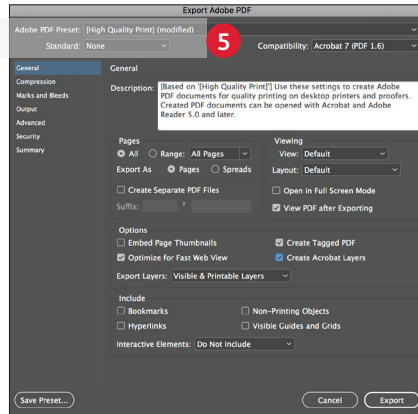 Export Adobe PDF
Adobe PDF Preset: [High Quality Print] (modified)
Standard: None
5
Compatibility: Acrobat 7 (PDF 1.6)
General
Compression
Marks and Bleeds
Output
Advanced
Security
Summary
General
Description: [Based on '[High Quality Print]'] Use these settings to create Adobe
PDF documents for quality printing on desktop printers and proofers.
Created PDF documents can be opened with Acrobat and Adobe
Reader 5.0 and later.
Pages
All Range: All Pages
Export As Pages Spreads
Create Separate PDF Files
Suffix:
Viewing
View: Default
Layout: Default
Open in Full Screen Mode
View PDF after Exporting
Options
Embed Page Thumbnails Create Tagged PDF
Optimize for Fast Web View Create Acrobat Layers
Export Layers: Visible & Printable Layers
Include
Bookmarks Non-Printing Objects
Hyperlinks Visible Guides and Grids
Interactive Elements: Do Not Include
Save Preset... Cancel Export